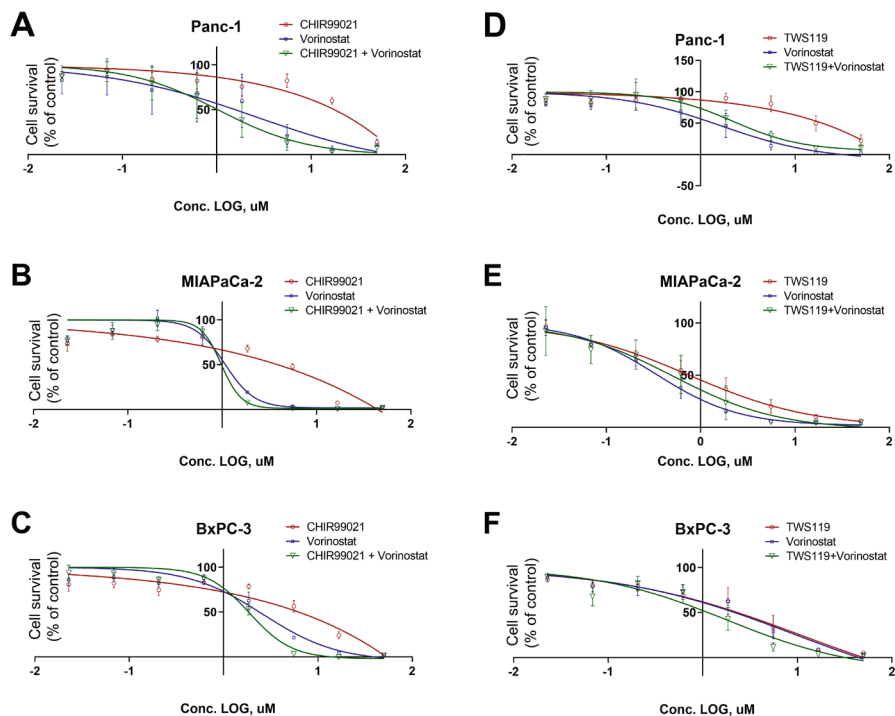 A
Panc-1
CHIR99021
Vorinostat
CHIR99021 + Vorinostat
Cell survival
(% of control)
100
50
-2
-1
0
1
2
Conc. LOG, uM
D
Panc-1
TWS119
Vorinostat
TWS119+Vorinostat
Cell survival
(% of control)
150
100
50
-50
-2
-1
1
2
Conc. LOG, uM
B
MIAPaCa-2
CHIR99021
Vorinostat
CHIR99021 + Vorinostat
Cell survival
(% of control)
100
50
-2
-1
0
1
2
Conc. LOG, uM
E
MIAPaCa-2
TWS119
Vorinostat
TWS119+Vorinostat
Cell survival
(% of control)
100
50
-2
-1
0
1
2
Conc. LOG, uM
C
BxPC-3
CHIR99021
Vorinostat
CHIR99021 + Vorinostat
Cell survival
(% of control)
100
50
-2
-1
0
1
2
Conc. LOG, uM
F
BxPC-3
TWS119
Vorinostat
TWS119+Vorinostat
Cell survival
(% of control)
100
50
-2
-1
0
1
2
Conc. LOG, uM